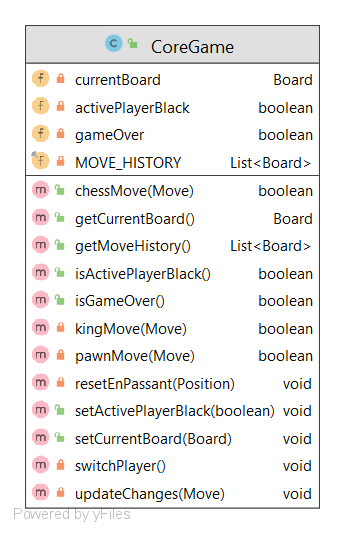 C CoreGame
f currentBoard Board
f activePlayerBlack boolean
f gameOver boolean
f MOVE_HISTORY List<Board>
m chessMove(Move) boolean
m getCurrentBoard() Board
m getMoveHistory() List<Board>
m isActivePlayerBlack() boolean
m isGameOver() boolean
m kingMove(Move) boolean
m pawnMove(Move) boolean
m resetEnPassant(Position) void
m setActivePlayerBlack(boolean) void
m setCurrentBoard(Board) void
m switchPlayer() void
m updateChanges(Move) void
Powered by yFiles